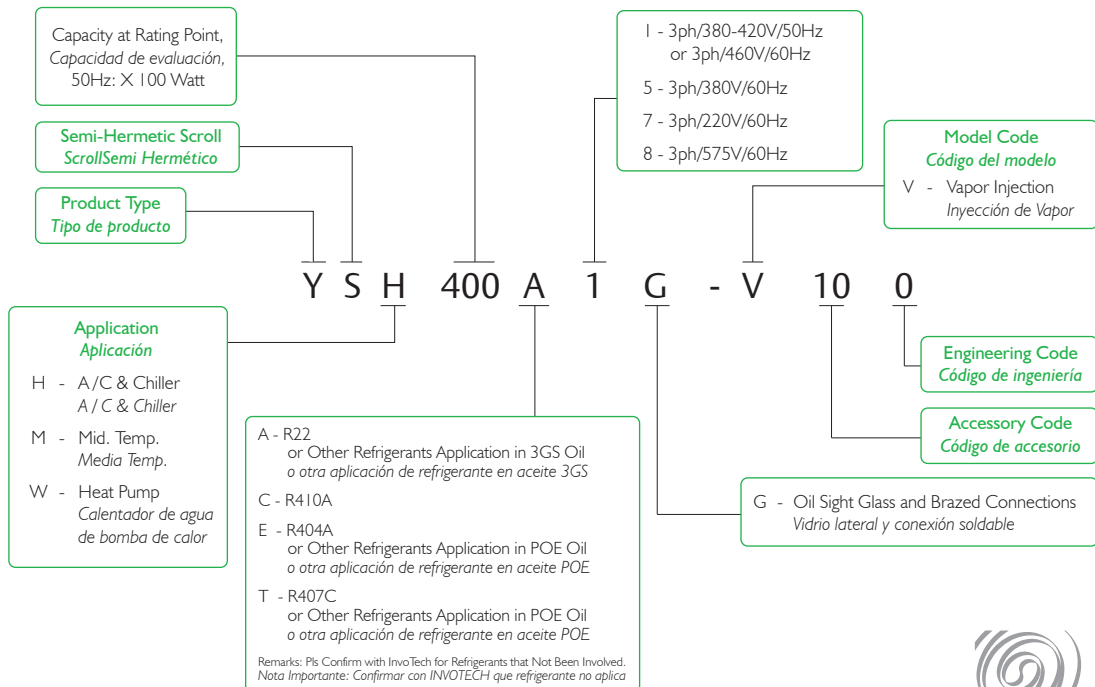 Capacity at Rating Point,
Capacidad de evaluación,
50Hz: X 100 Watt
Semi-Hermetic Scroll
ScrollSemi Hermético
Product Type
Tipo de producto
1 - 3ph/380-420V/50Hz
or 3ph/460V/60Hz
5 - 3ph/380V/60Hz
7 - 3ph/220V/60Hz
8 - 3ph/575V/60Hz
Model Code
Código del modelo
V - Vapor Injection
Inyección de Vapor
Y S H 400 A 1 G - V 10 0
Application
Aplicación
H - A/C & Chiller
A / C & Chiller
M - Mid. Temp.
Media Temp.
W - Heat Pump
Calentador de agua
de bomba de calor
A - R22
or Other Refrigerants Application in 3GS Oil
o otra aplicación de refrigerante en aceite 3GS
C - R410A
E - R404A
or Other Refrigerants Application in POE Oil
o otra aplicación de refrigerante en aceite POE
T - R407C
or Other Refrigerants Application in POE Oil
o otra aplicación de refrigerante en aceite POE
Remarks: Pls Confirm with InvoTech for Refrigerants that Not Been Involved.
Nota Importante: Confirmar con INVOTECH que refrigerante no aplica
Engineering Code
Código de ingeniería
Accessory Code
Código de accesorio
G - Oil Sight Glass and Brazed Connections
Vidrio lateral y conexión soldable